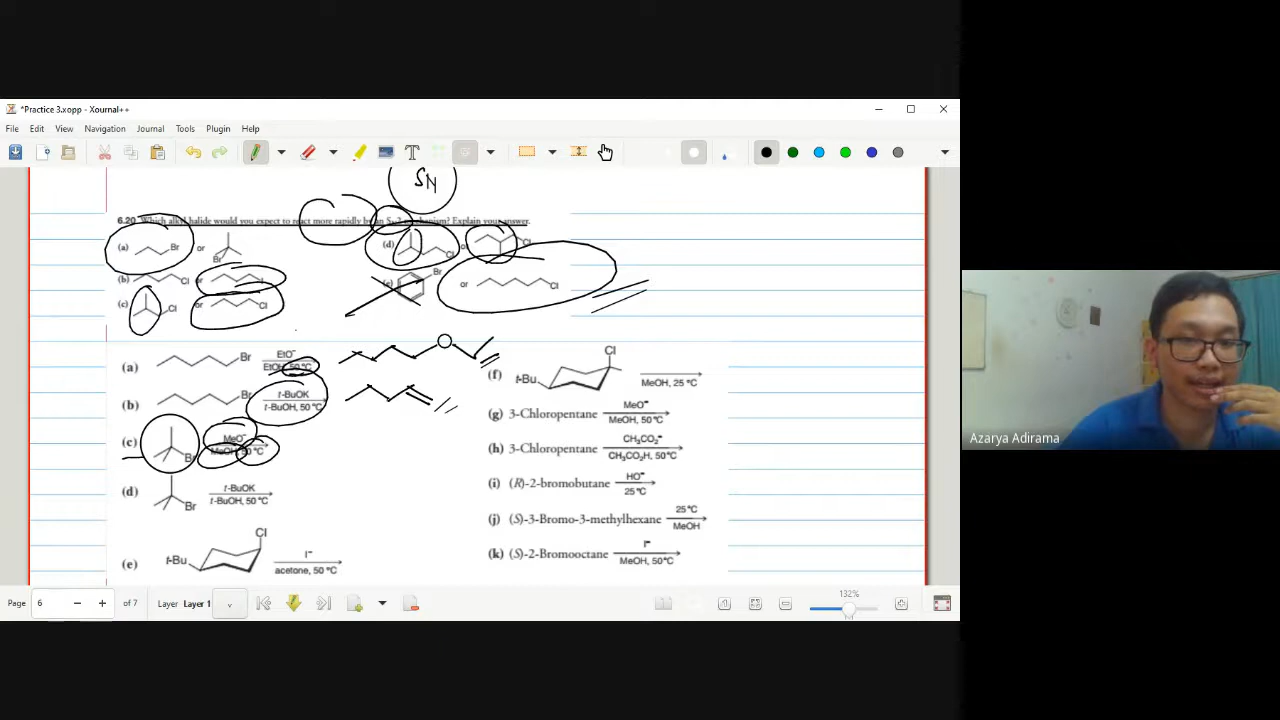 *Practice 3.xopp - Xournal++
File Edit View Navigation Journal Tools Plugin Help
SN
6.20 Which alkyl halide would you expect to react more rapidly by an SN2 mechanism? Explain your answer.
(a) Br or Br
(b) Cl or I
(c) Cl or Cl
(d) Cl or Cl
(e) Br or Cl
(a) Br EtO⁻ EtOH, 50 °C
(b) Br t-BuOK t-BuOH, 50 °C
(c) Br MeO⁻ MeOH, 50 °C
(d) Br t-BuOK t-BuOH, 50 °C
(e) t-Bu Cl I⁻ acetone, 50 °C
O
(f) t-Bu Cl MeOH, 25 °C
(g) 3-Chloropentane MeO⁻ MeOH, 50 °C
(h) 3-Chloropentane CH₃CO₂⁻ CH₃CO₂H, 50°C
(i) (R)-2-bromobutane HO⁻ 25 °C
(j) (S)-3-Bromo-3-methylhexane 25 °C MeOH
(k) (S)-2-Bromooctane I⁻ MeOH, 50°C
Page 6 of 7 Layer Layer 1 132%
Azarya Adirama